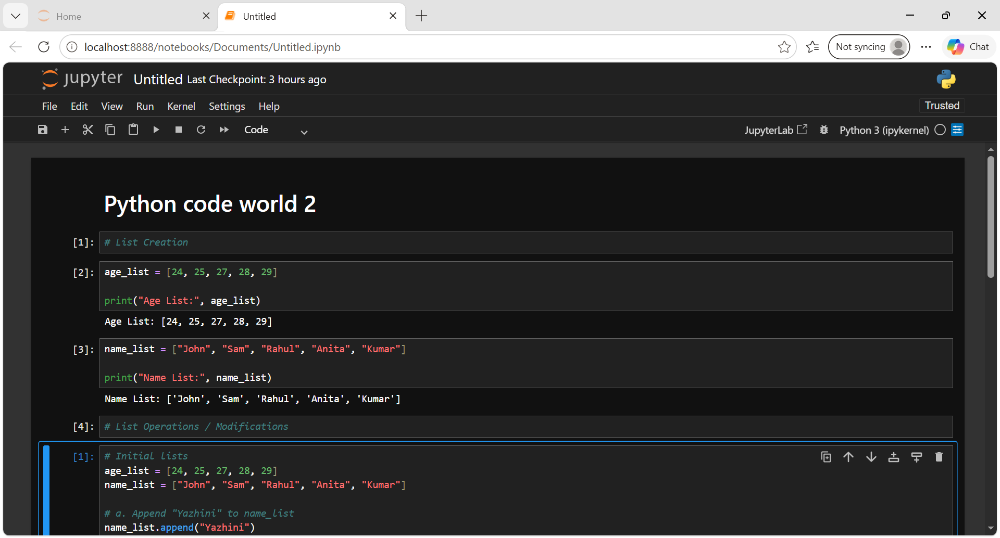 Home
Untitled
localhost:8888/notebooks/Documents/Untitled.ipynb
Not syncing
Chat
jupyter Untitled Last Checkpoint: 3 hours ago
File Edit View Run Kernel Settings Help
Trusted
Code
JupyterLab
Python 3 (ipykernel)
Python code world 2
[1]: # List Creation
[2]: age_list = [24, 25, 27, 28, 29]
print("Age List:", age_list)
Age List: [24, 25, 27, 28, 29]
[3]: name_list = ["John", "Sam", "Rahul", "Anita", "Kumar"]
print("Name List:", name_list)
Name List: ['John', 'Sam', 'Rahul', 'Anita', 'Kumar']
[4]: # List Operations / Modifications
[1]: # Initial lists
age_list = [24, 25, 27, 28, 29]
name_list = ["John", "Sam", "Rahul", "Anita", "Kumar"]
# a. Append "Yazhini" to name_list
name_list.append("Yazhini")